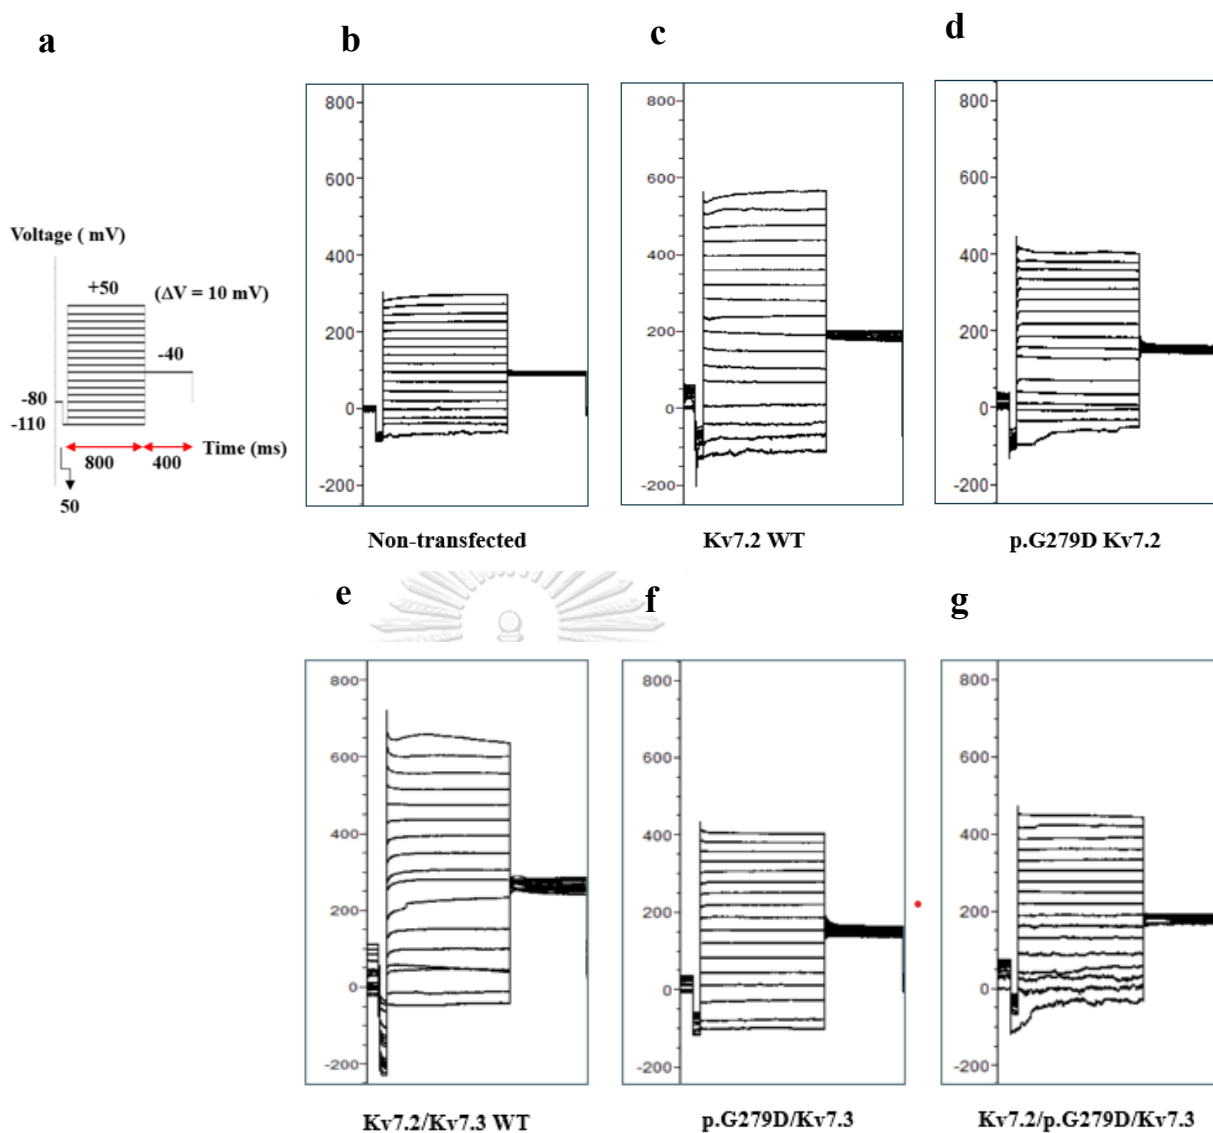 a
b
c
d
Voltage ( mV)
+50
(ΔV = 10 mV)
-40
-80
-110
Time (ms)
800
400
50
800
600
400
200
0
-200
Non-transfected
800
600
400
200
0
-200
Kv7.2 WT
800
600
400
200
0
-200
p.G279D Kv7.2
e
f
g
800
600
400
200
0
-200
Kv7.2/Kv7.3 WT
800
600
400
200
0
-200
p.G279D/Kv7.3
800
600
400
200
0
-200
Kv7.2/p.G279D/Kv7.3